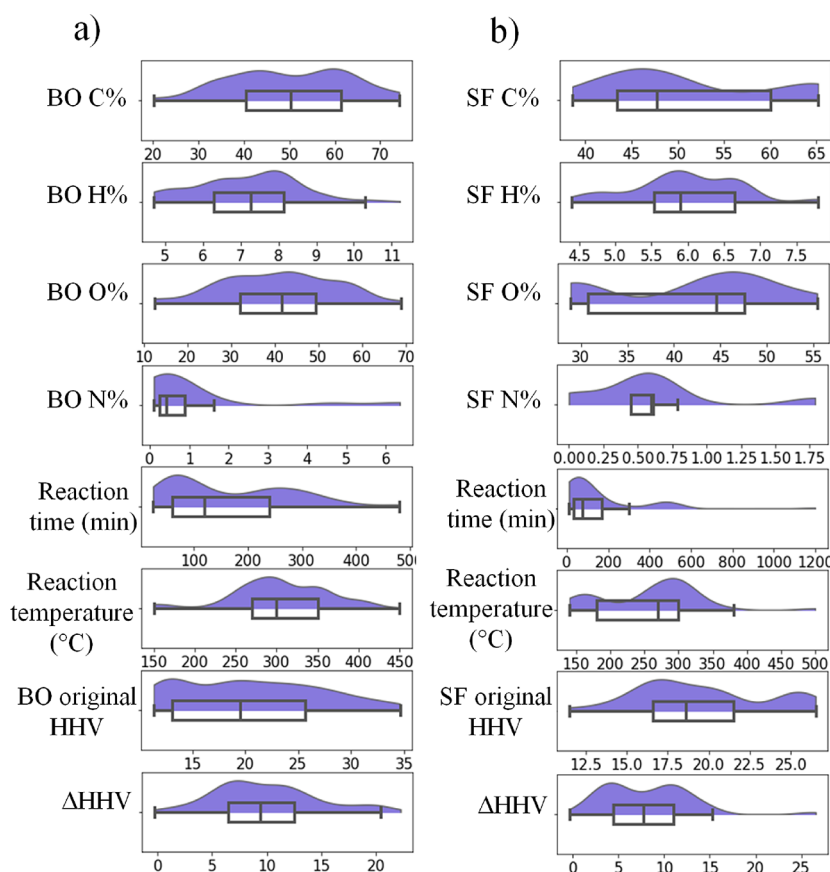 a)
BO C%
20 30 40 50 60 70
BO H%
5 6 7 8 9 10 11
BO O%
10 20 30 40 50 60 70
BO N%
0 1 2 3 4 5 6
Reaction
time (min)
100 200 300 400 500
Reaction
temperature
(°C)
150 200 250 300 350 400 450
BO original
HHV
15 20 25 30 35
ΔHHV
0 5 10 15 20
b)
SF C%
40 45 50 55 60 65
SF H%
4.5 5.0 5.5 6.0 6.5 7.0 7.5
SF O%
30 35 40 45 50 55
SF N%
0.00 0.25 0.50 0.75 1.00 1.25 1.50 1.75
Reaction
time (min)
0 200 400 600 800 1000 1200
Reaction
temperature
(°C)
150 200 250 300 350 400 450 500
SF original
HHV
12.5 15.0 17.5 20.0 22.5 25.0
ΔHHV
0 5 10 15 20 25